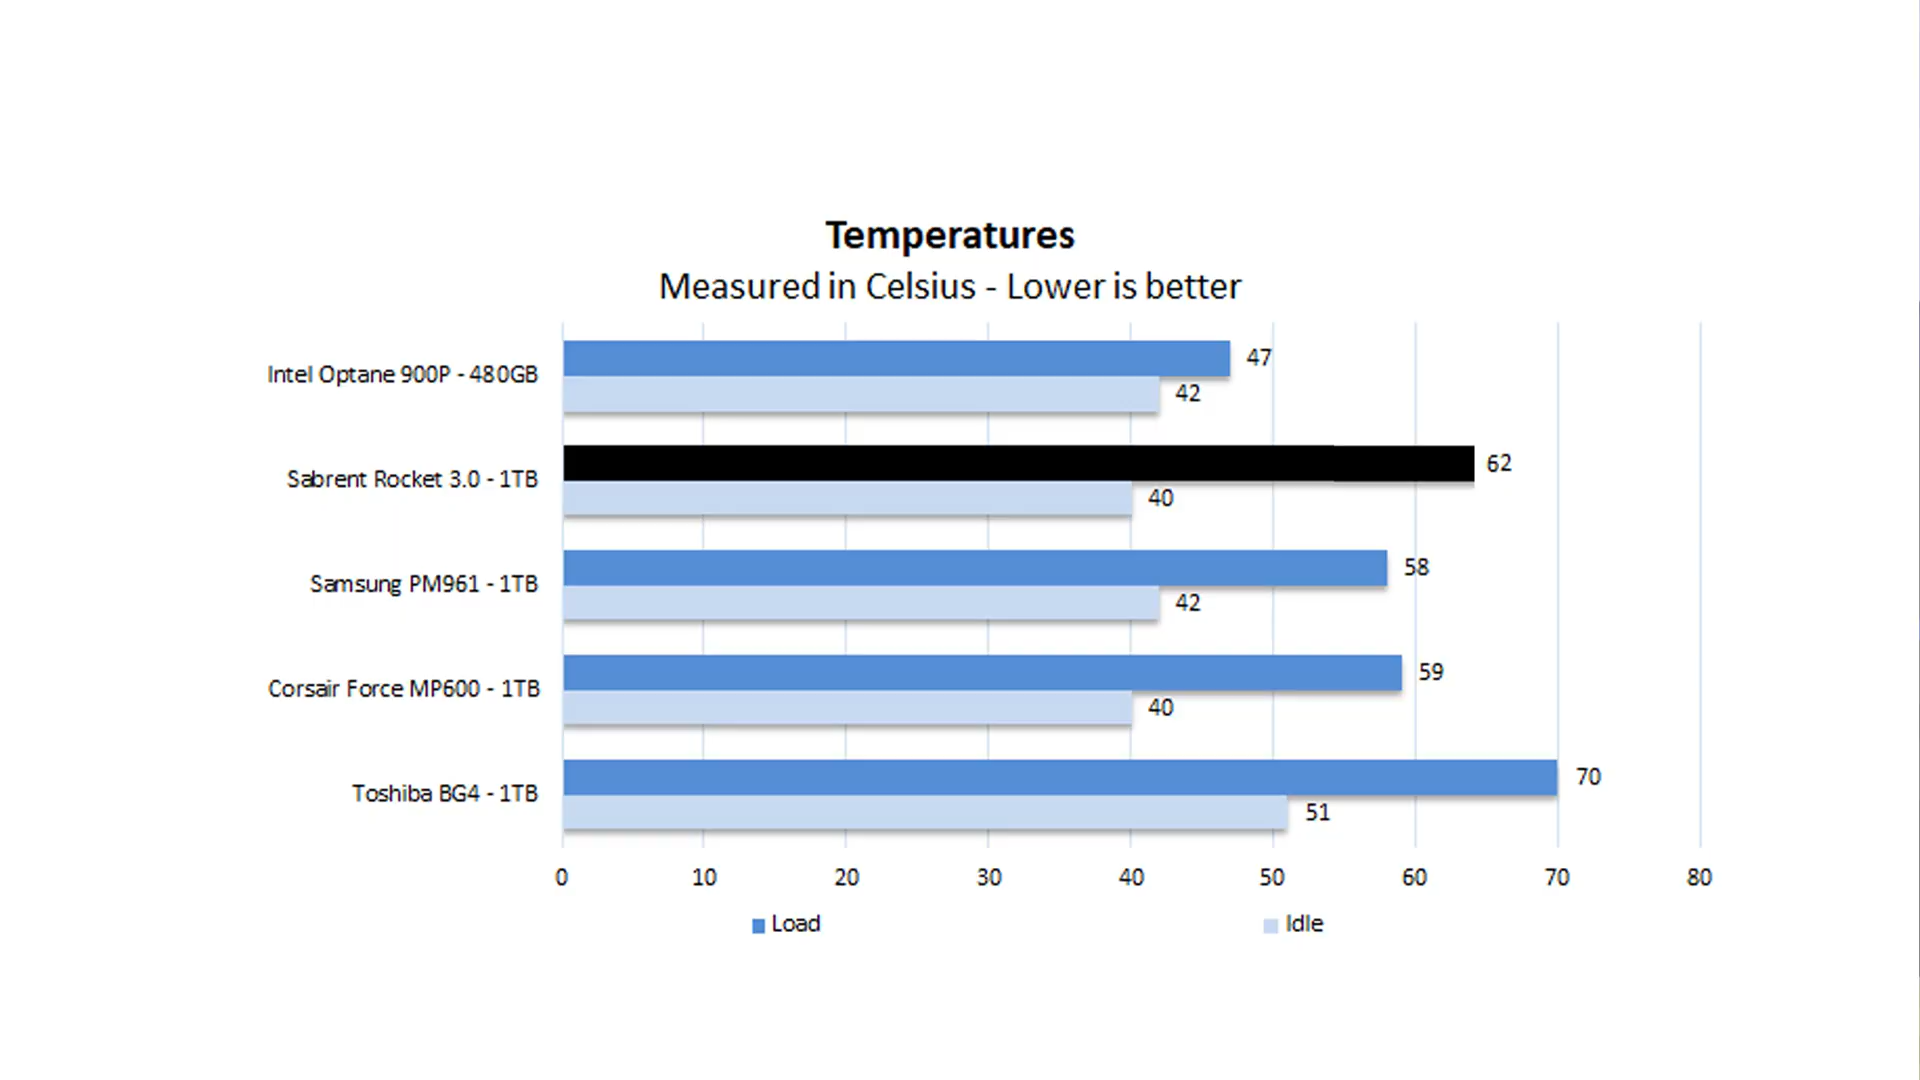 Temperatures
Measured in Celsius - Lower is better
Intel Optane 900P - 480GB
47
42
Sabrent Rocket 3.0 - 1TB
62
40
Samsung PM961 - 1TB
58
42
Corsair Force MP600 - 1TB
59
40
Toshiba BG4 - 1TB
70
51
0 10 20 30 40 50 60 70 80
Load Idle